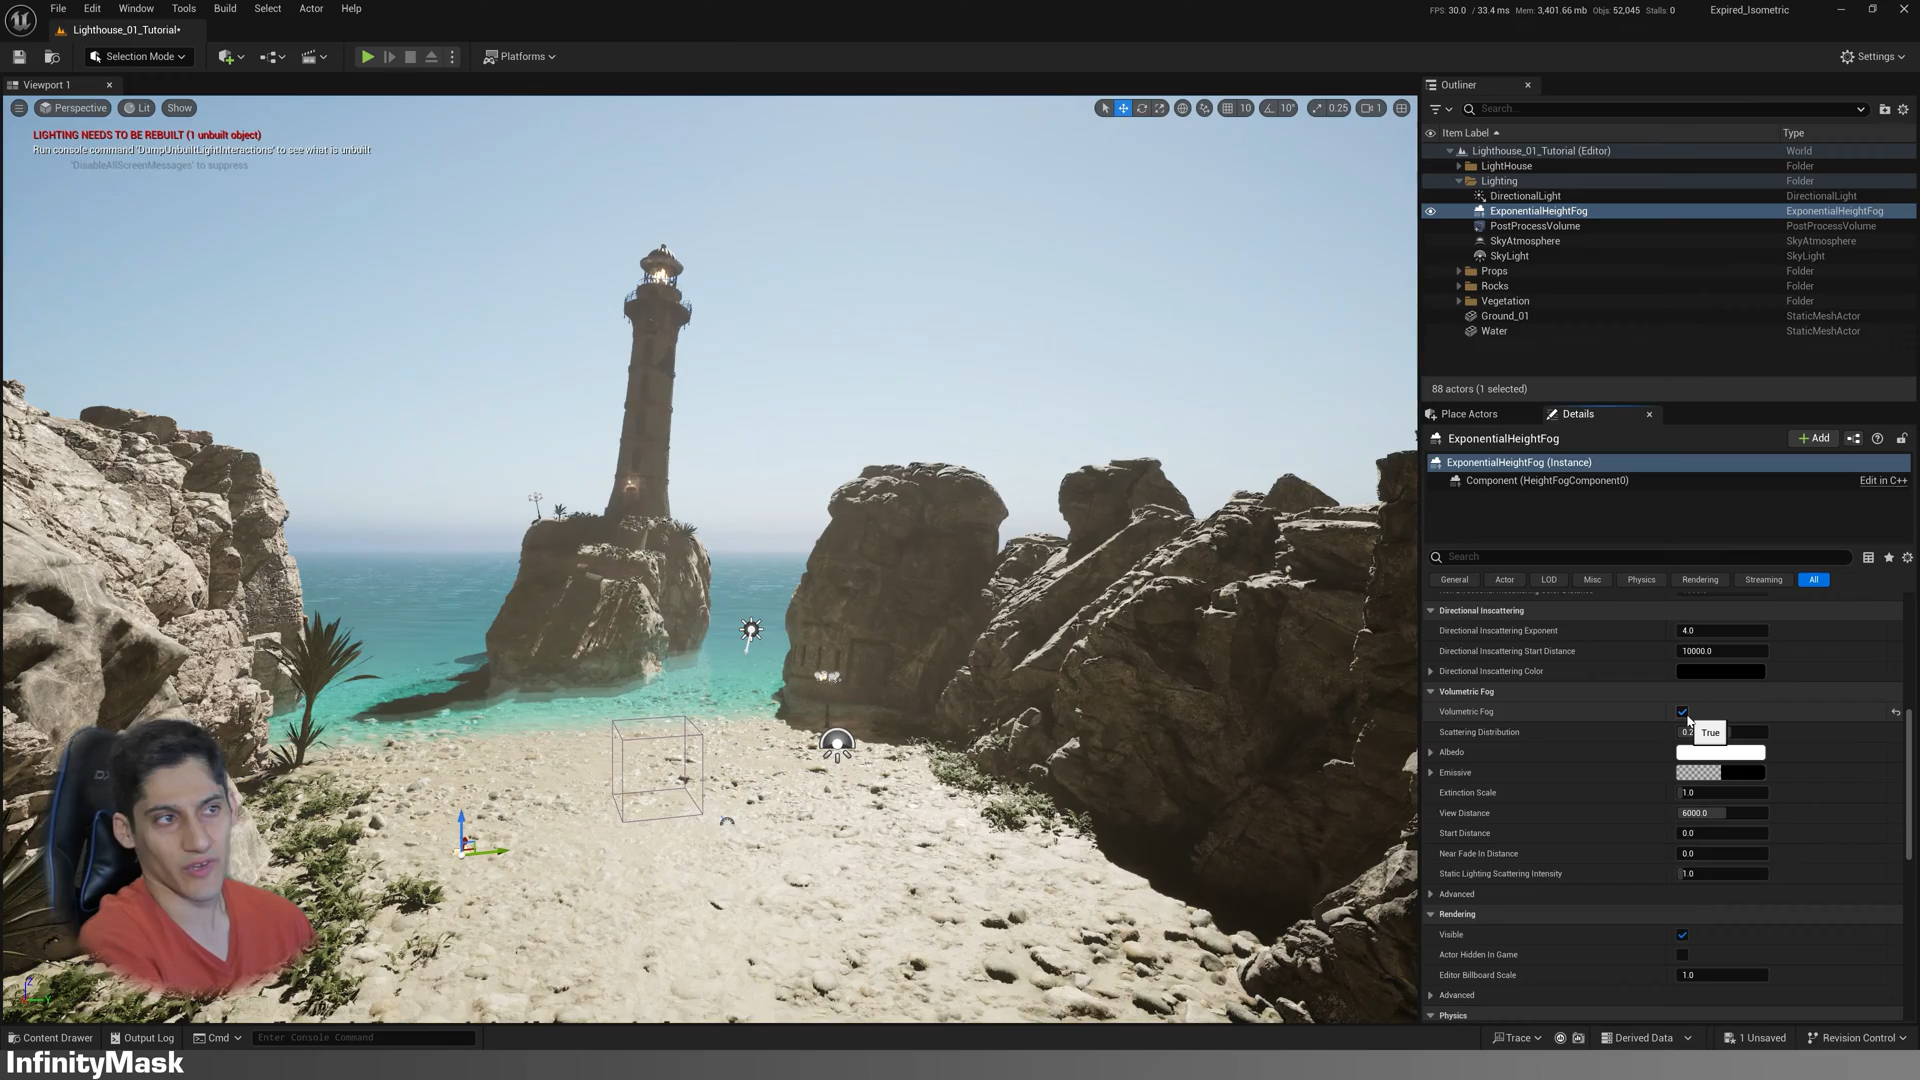 File Edit Window Tools Build Select Actor Help
FPS: 30.0 / 33.4 ms Mem: 3,401.66 mb Objs: 52,045 Stalls: 0
Expired_Isometric
Lighthouse_01_Tutorial*
Selection Mode
Platforms
Settings
Viewport 1
Outliner
Perspective Lit Show
10 10° 0.25 1
Search...
LIGHTING NEEDS TO BE REBUILT (1 unbuilt object)
Run console command 'DumpUnbuiltLightInteractions' to see what is unbuilt
'DisableAllScreenMessages' to suppress
Item Label Type
Lighthouse_01_Tutorial (Editor) World
LightHouse Folder
Lighting Folder
DirectionalLight DirectionalLight
ExponentialHeightFog ExponentialHeightFog
PostProcessVolume PostProcessVolume
SkyAtmosphere SkyAtmosphere
SkyLight SkyLight
Props Folder
Rocks Folder
Vegetation Folder
Ground_01 StaticMeshActor
Water StaticMeshActor
88 actors (1 selected)
Place Actors Details
ExponentialHeightFog
Add
ExponentialHeightFog (Instance)
Component (HeightFogComponent0) Edit in C++
Search
General Actor LOD Misc Physics Rendering Streaming All
Directional Inscattering
Directional Inscattering Exponent 4.0
Directional Inscattering Start Distance 10000.0
Directional Inscattering Color
Volumetric Fog
Volumetric Fog
Scattering Distribution 0.2
True
Albedo
Emissive
Extinction Scale 1.0
View Distance 6000.0
Start Distance 0.0
Near Fade In Distance 0.0
Static Lighting Scattering Intensity 1.0
Advanced
Rendering
Visible
Actor Hidden In Game
Editor Billboard Scale 1.0
Advanced
Physics
Content Drawer Output Log Cmd Enter Console Command
Trace Derived Data 1 Unsaved Revision Control
InfinityMask